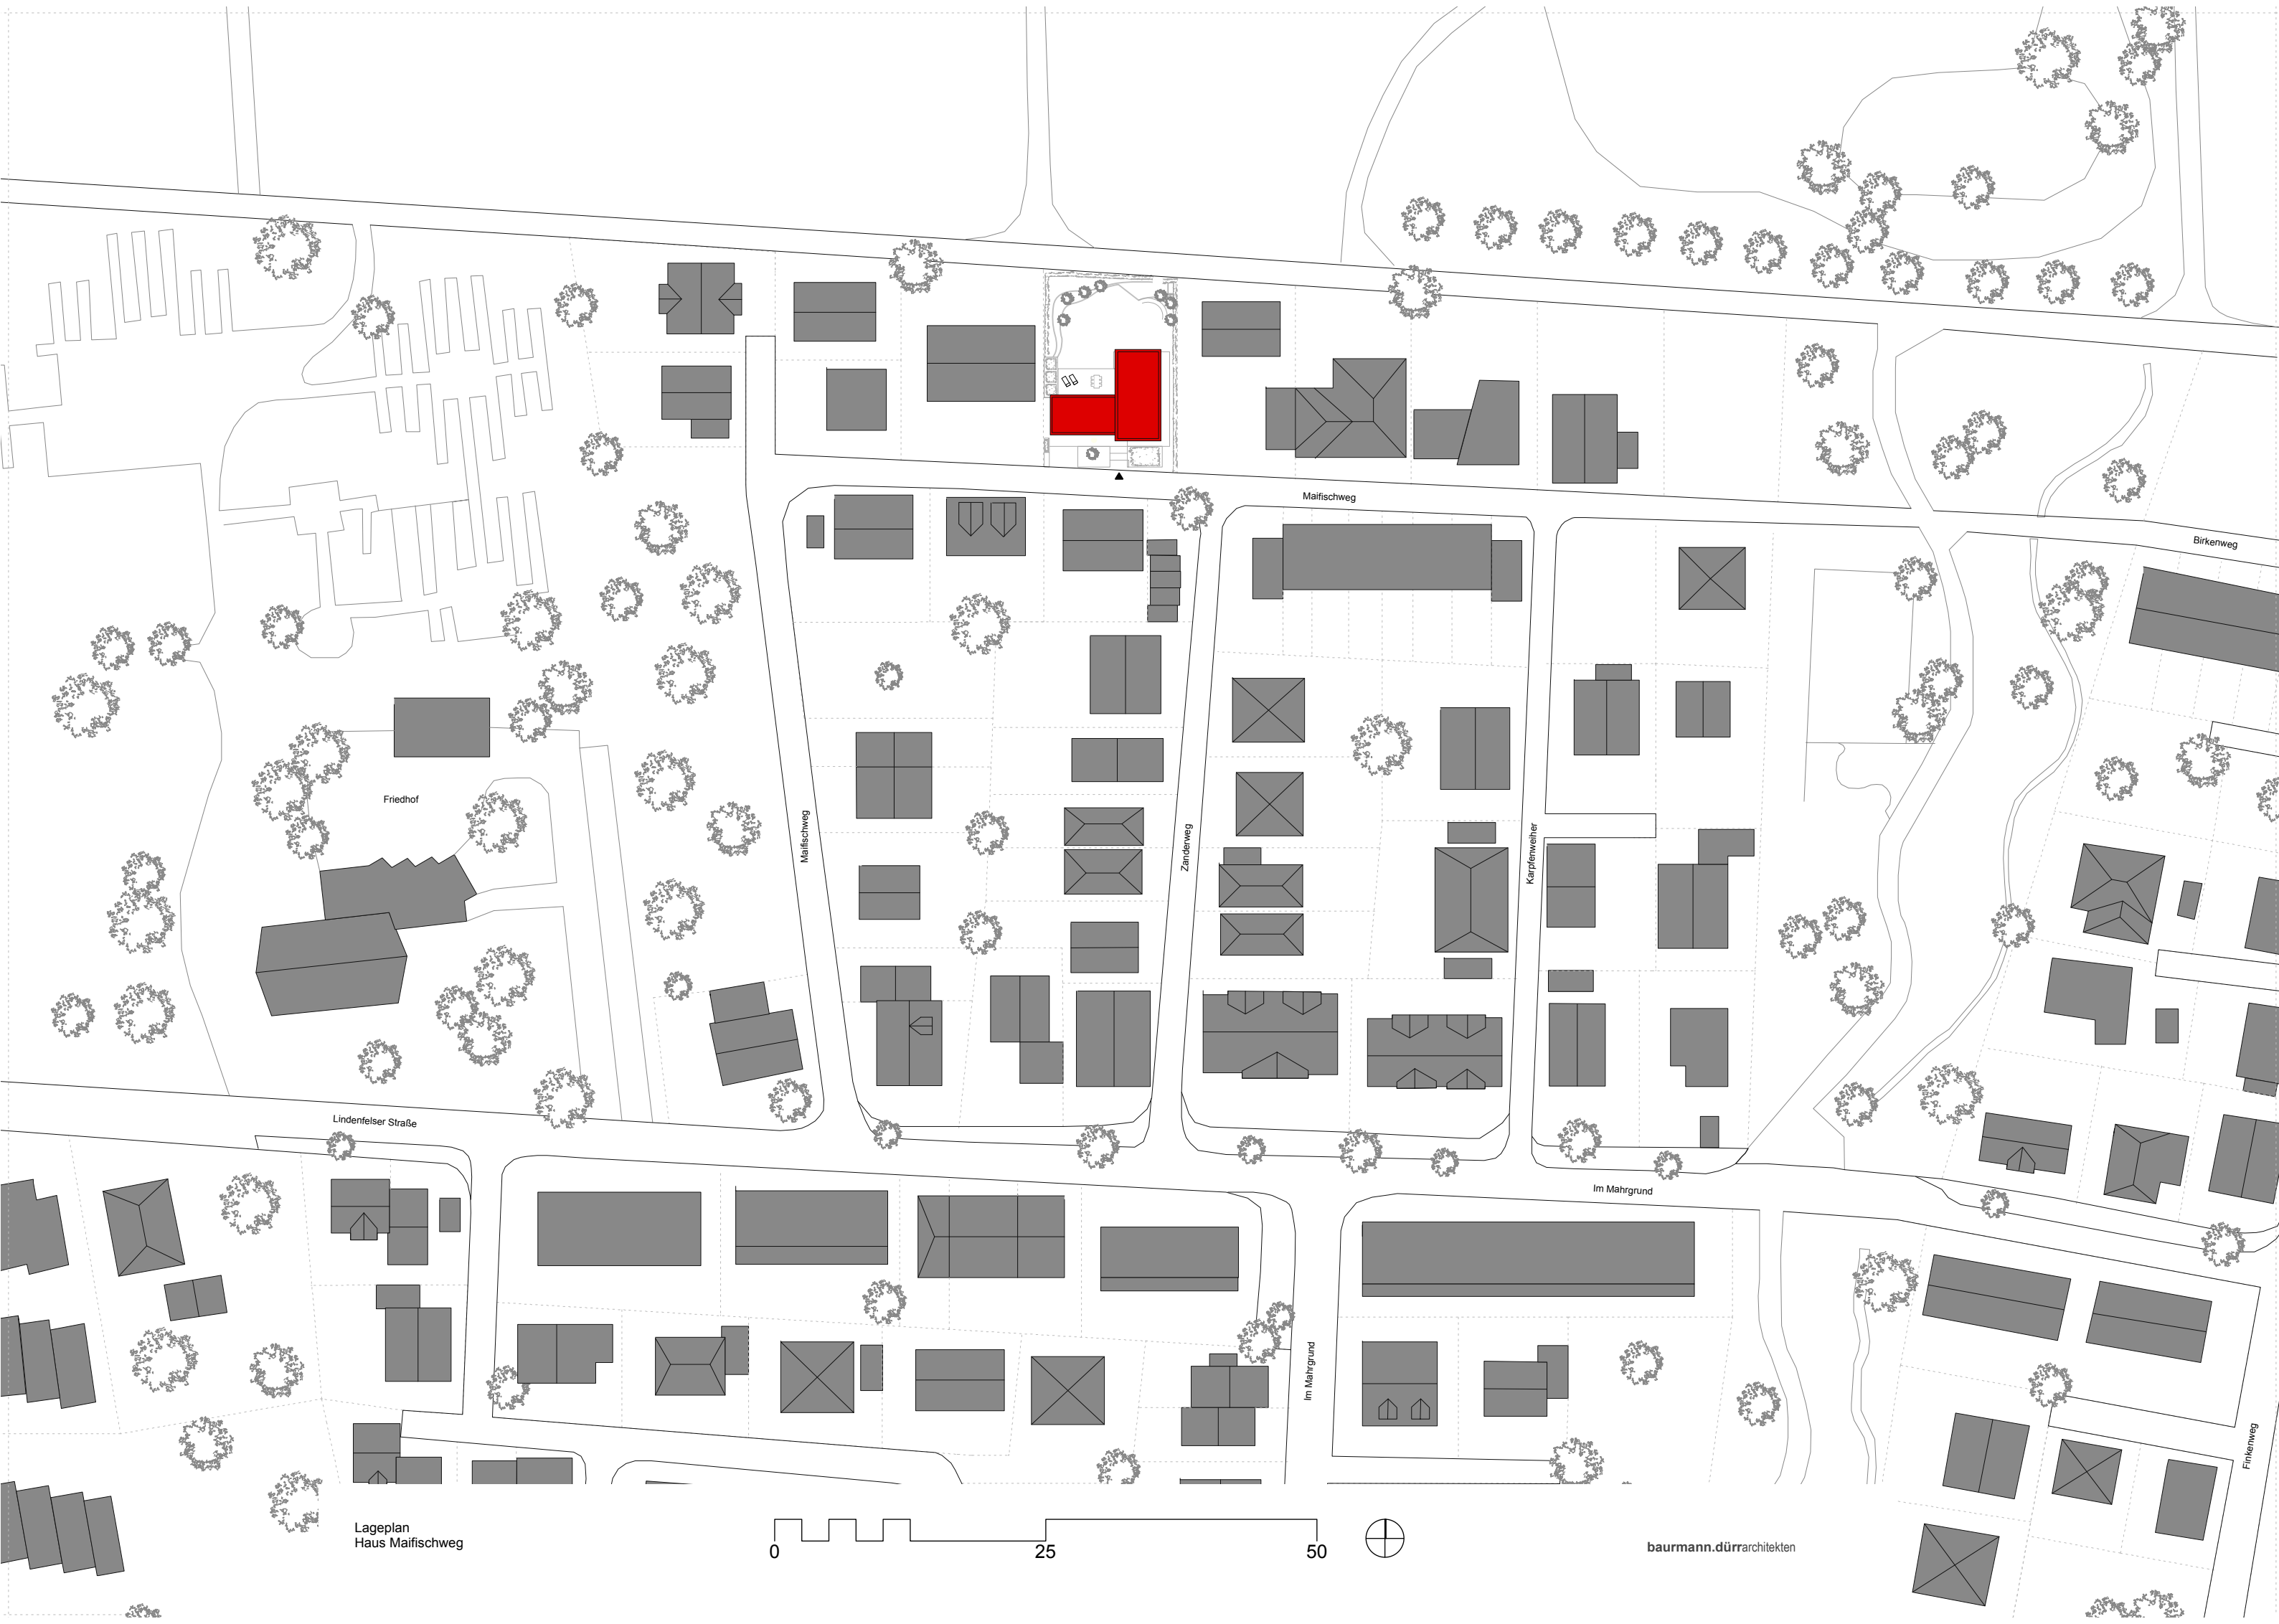 Maifischweg
Birkenweg
Friedhof
Maifischweg
Zanderweg
Karpfenweiher
Lindenfelser Straße
Im Mahrgrund
Im Mahrgrund
Finkenweg
Lageplan
Haus Maifischweg
0
25
50
baurmann.dürrarchitekten